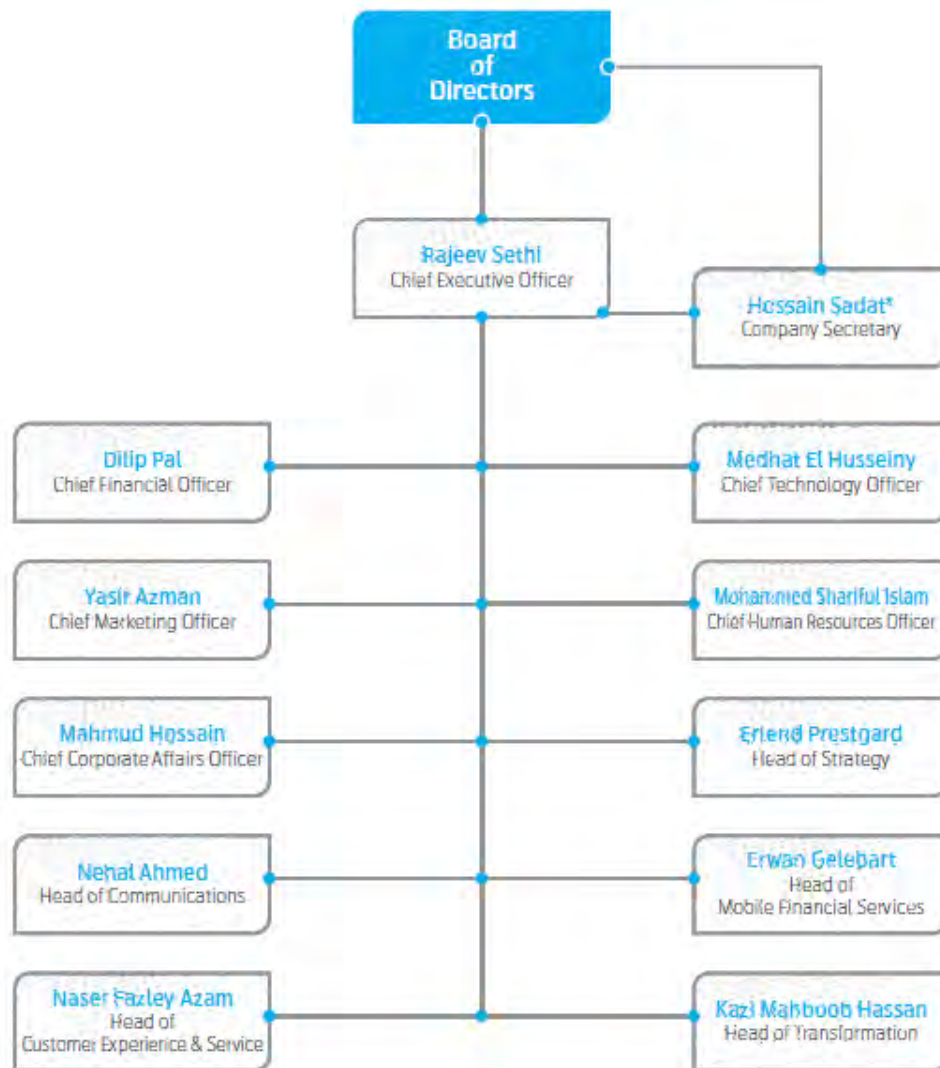 Board
of
Directors
Rajeev Sethi
Chief Executive Officer
Hossain Sadat*
Company Secretary
Dilip Pal
Chief Financial Officer
Medhat El Husseiny
Chief Technology Officer
Yasir Azman
Chief Marketing Officer
Mohammed Shariful Islam
Chief Human Resources Officer
Mahmud Hossain
Chief Corporate Affairs Officer
Erlend Prestgard
Head of Strategy
Nehal Ahmed
Head of Communications
Erwan Gelebart
Head of
Mobile Financial Services
Naser Fazley Azam
Head of
Customer Experience & Service
Kazi Mahboob Hassan
Head of Transformation